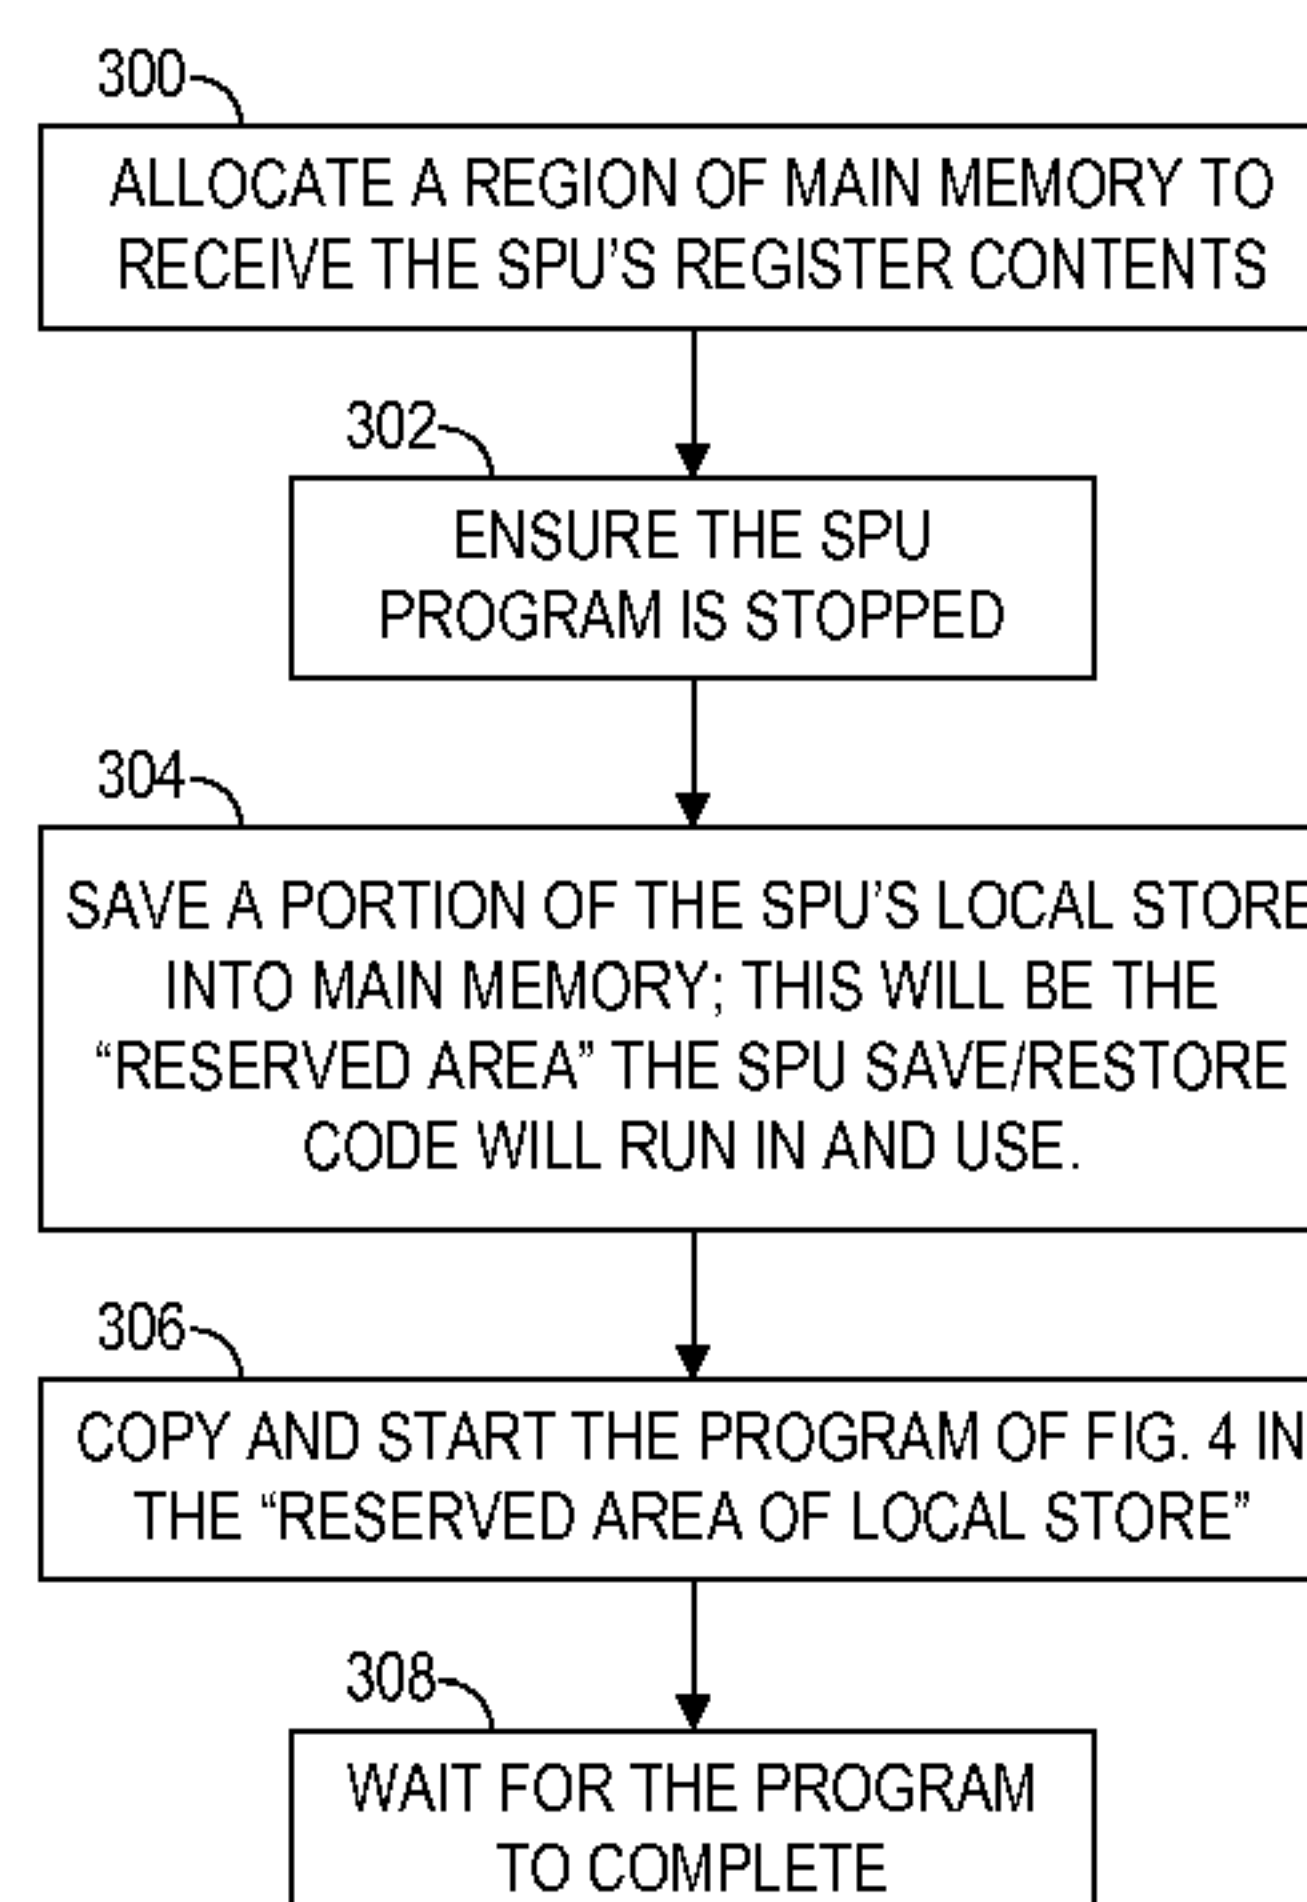 300
ALLOCATE A REGION OF MAIN MEMORY TO
RECEIVE THE SPU’S REGISTER CONTENTS
302
ENSURE THE SPU
PROGRAM IS STOPPED
304
SAVE A PORTION OF THE SPU’S LOCAL STORE
INTO MAIN MEMORY; THIS WILL BE THE
“RESERVED AREA” THE SPU SAVE/RESTORE
CODE WILL RUN IN AND USE.
306
COPY AND START THE PROGRAM OF FIG. 4 IN
THE “RESERVED AREA OF LOCAL STORE”
308
WAIT FOR THE PROGRAM
TO COMPLETE